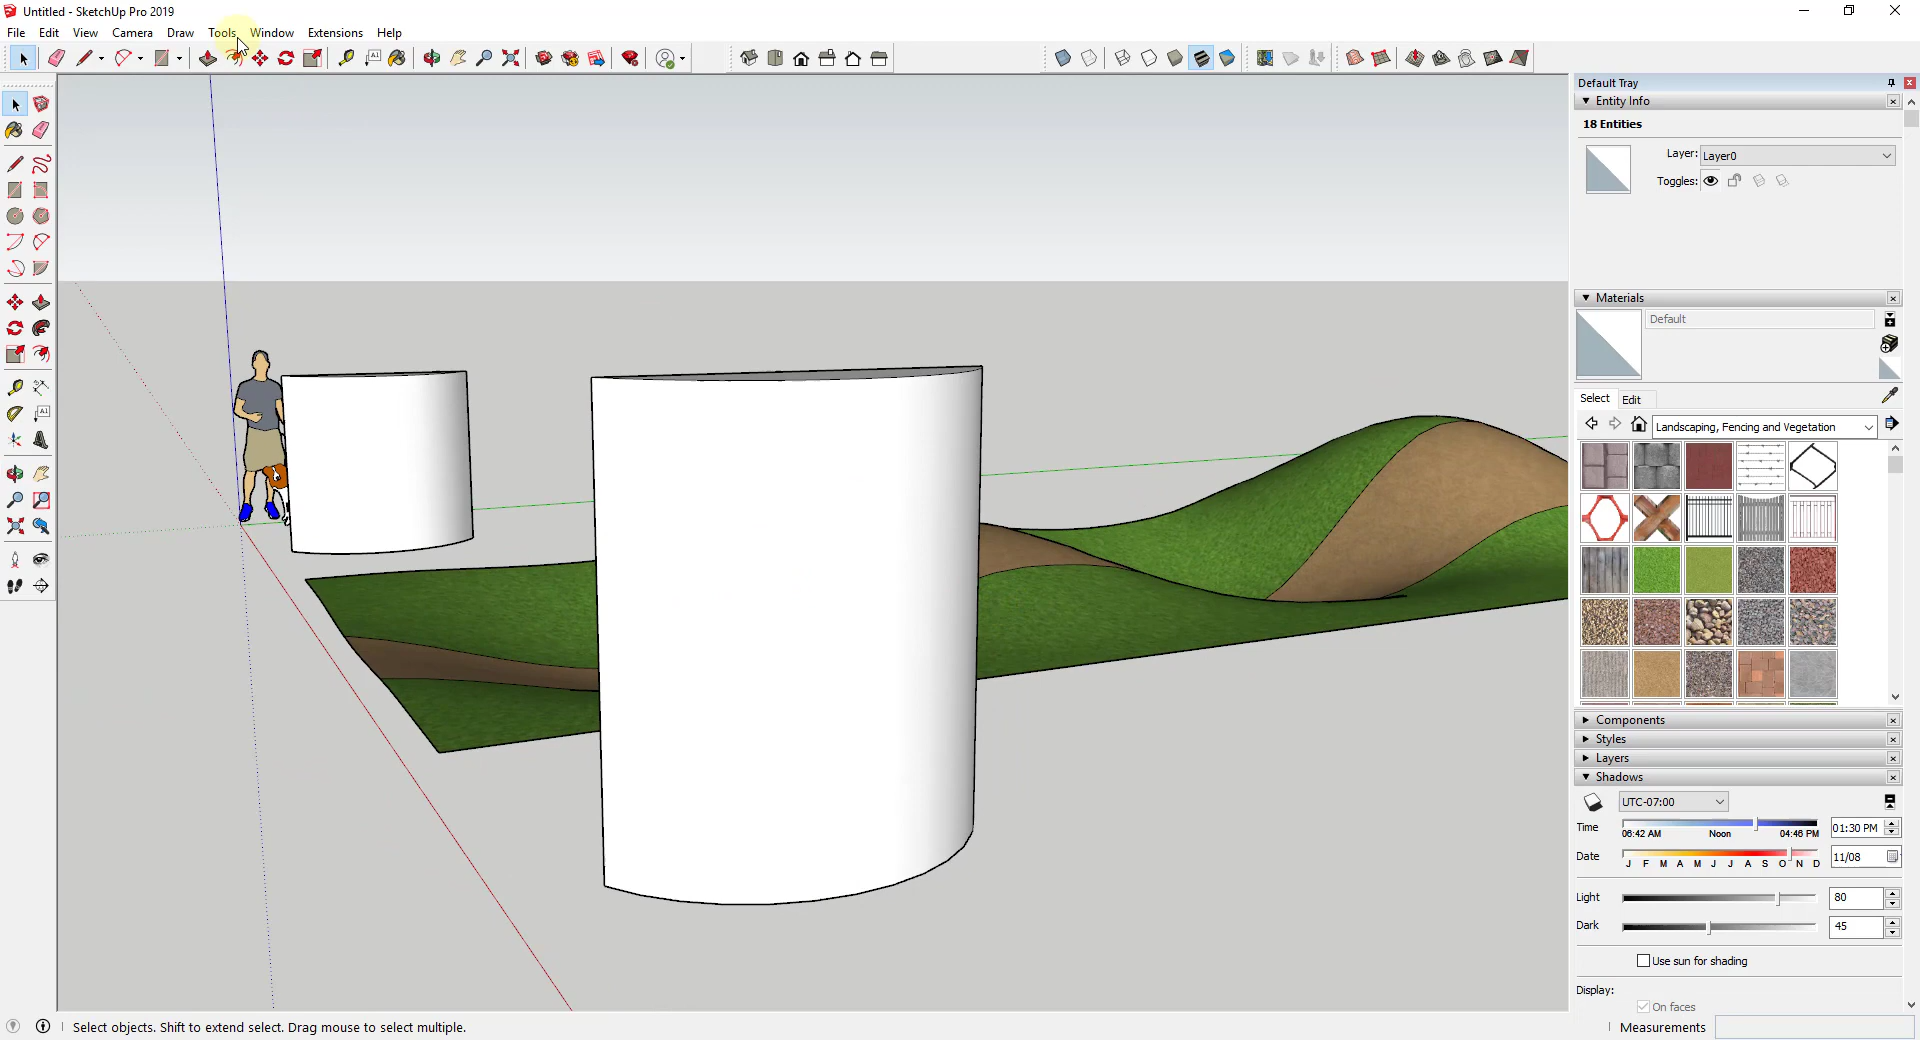 Untitled - SketchUp Pro 2019
File Edit View Camera Draw Tools Window Extensions Help
Default Tray
Entity Info
18 Entities
Layer: Layer0
Toggles:
Materials
Default
Select Edit
Landscaping, Fencing and Vegetation
Components
Styles
Layers
Shadows
UTC-07:00
Time 06:42 AM Noon 04:46 PM 01:30 PM
Date J F M A M J J A S O N D 11/08
Light 80
Dark 45
Use sun for shading
Display:
On faces
Select objects. Shift to extend select. Drag mouse to select multiple.
Measurements